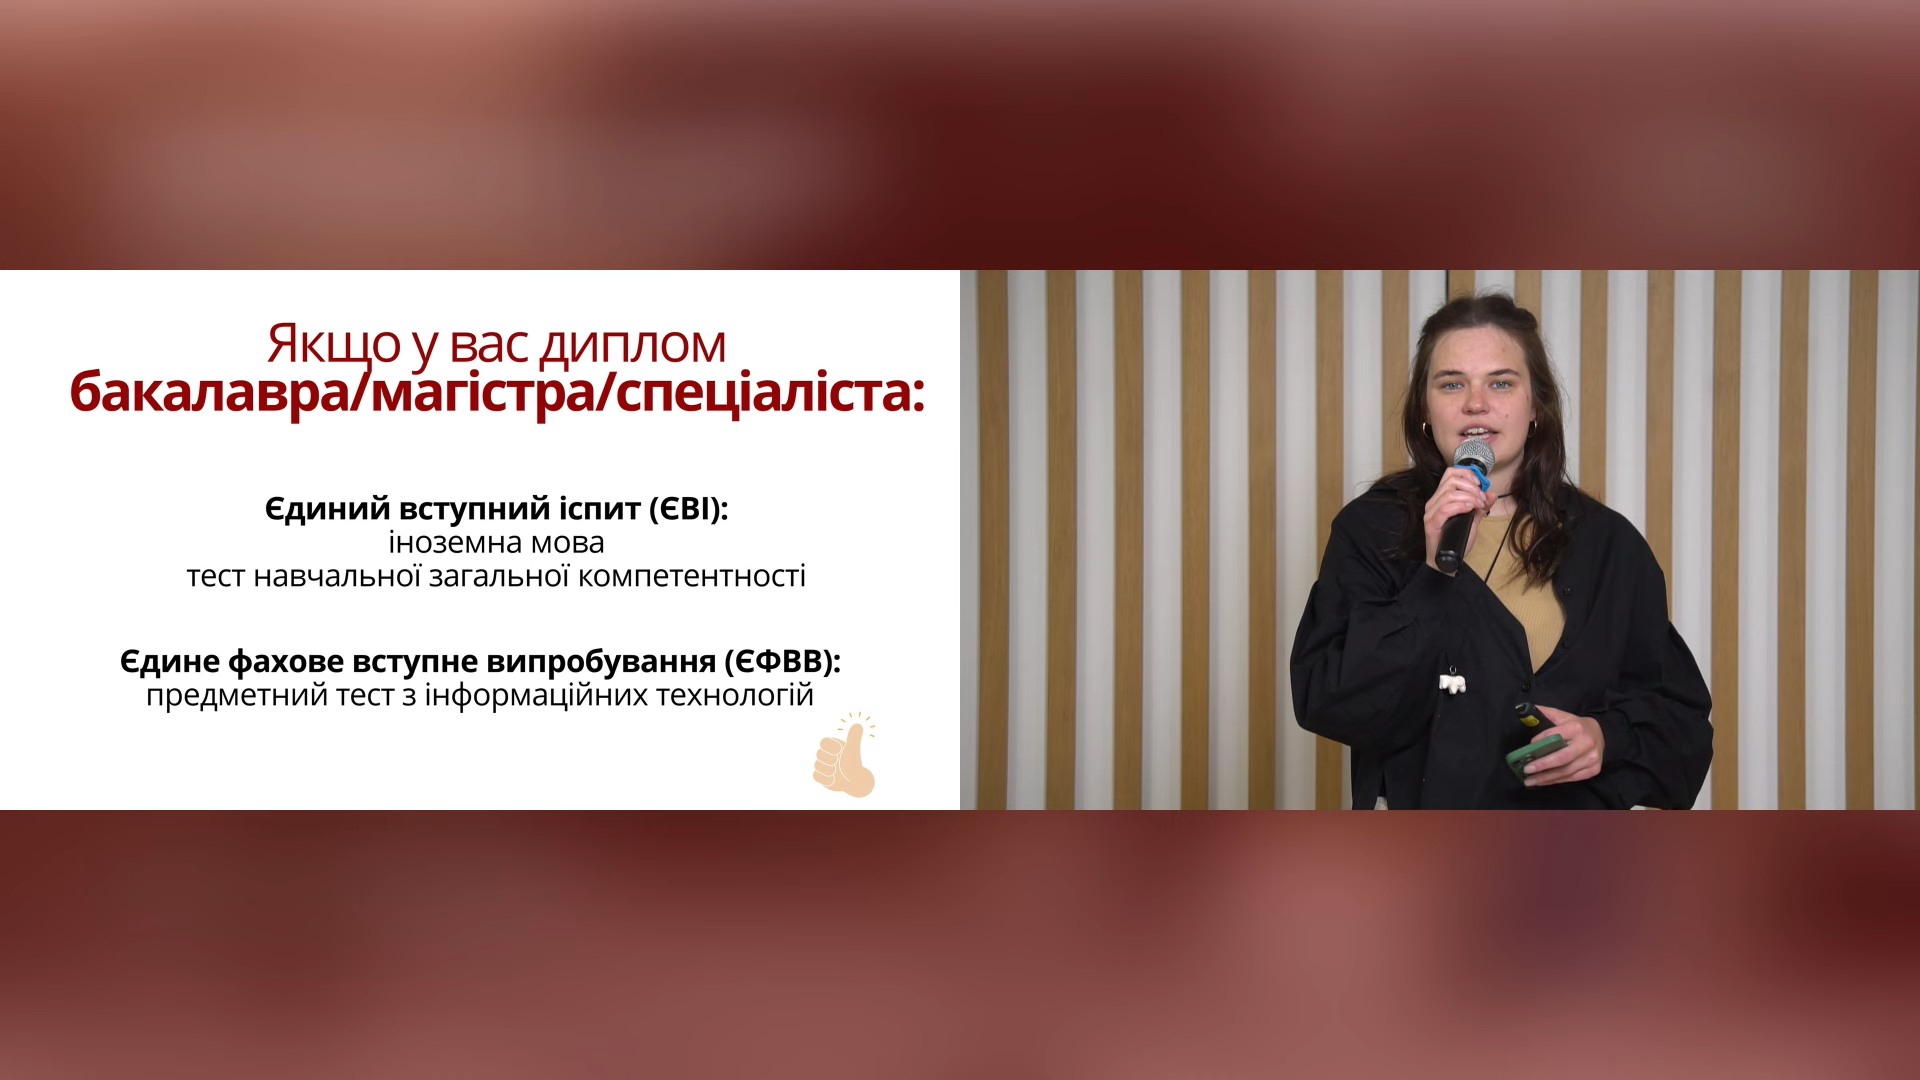 Якщо у вас диплом
бакалавра/магістра/спеціаліста:
Єдиний вступний іспит (ЄВІ):
іноземна мова
тест навчальної загальної компетентності
Єдине фахове вступне випробування (ЄФВВ):
предметний тест з інформаційних технологій